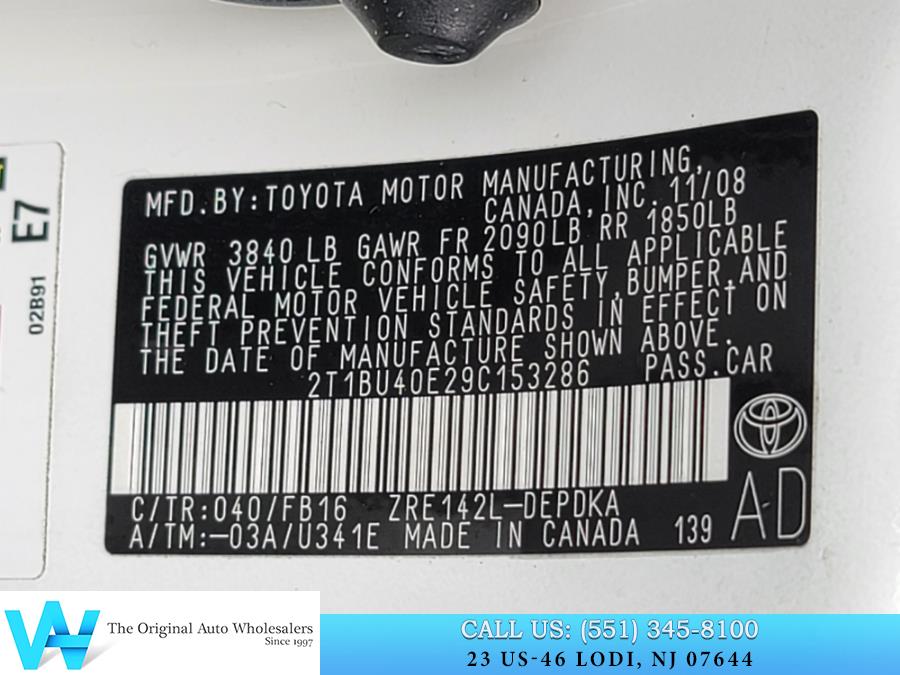 MFD.BY:TOYOTA MOTOR MANUFACTURING,
CANADA,INC. 11/08
GVWR 3840 LB GAWR FR 2090LB RR 1850LB
THIS VEHICLE CONFORMS TO ALL APPLICABLE
FEDERAL MOTOR VEHICLE SAFETY,BUMPER,AND
THEFT PREVENTION STANDARDS IN EFFECT ON
THE DATE OF MANUFACTURE SHOWN ABOVE.
2T1BU40E29C153286 PASS.CAR
C/TR:040/FB16 ZRE142L-DEPDKA
A/TM:-03A/U341E MADE IN CANADA 139
AD
E7
02B91
The Original Auto Wholesalers
Since 1997
CALL US: (551) 345-8100
23 US-46 LODI, NJ 07644